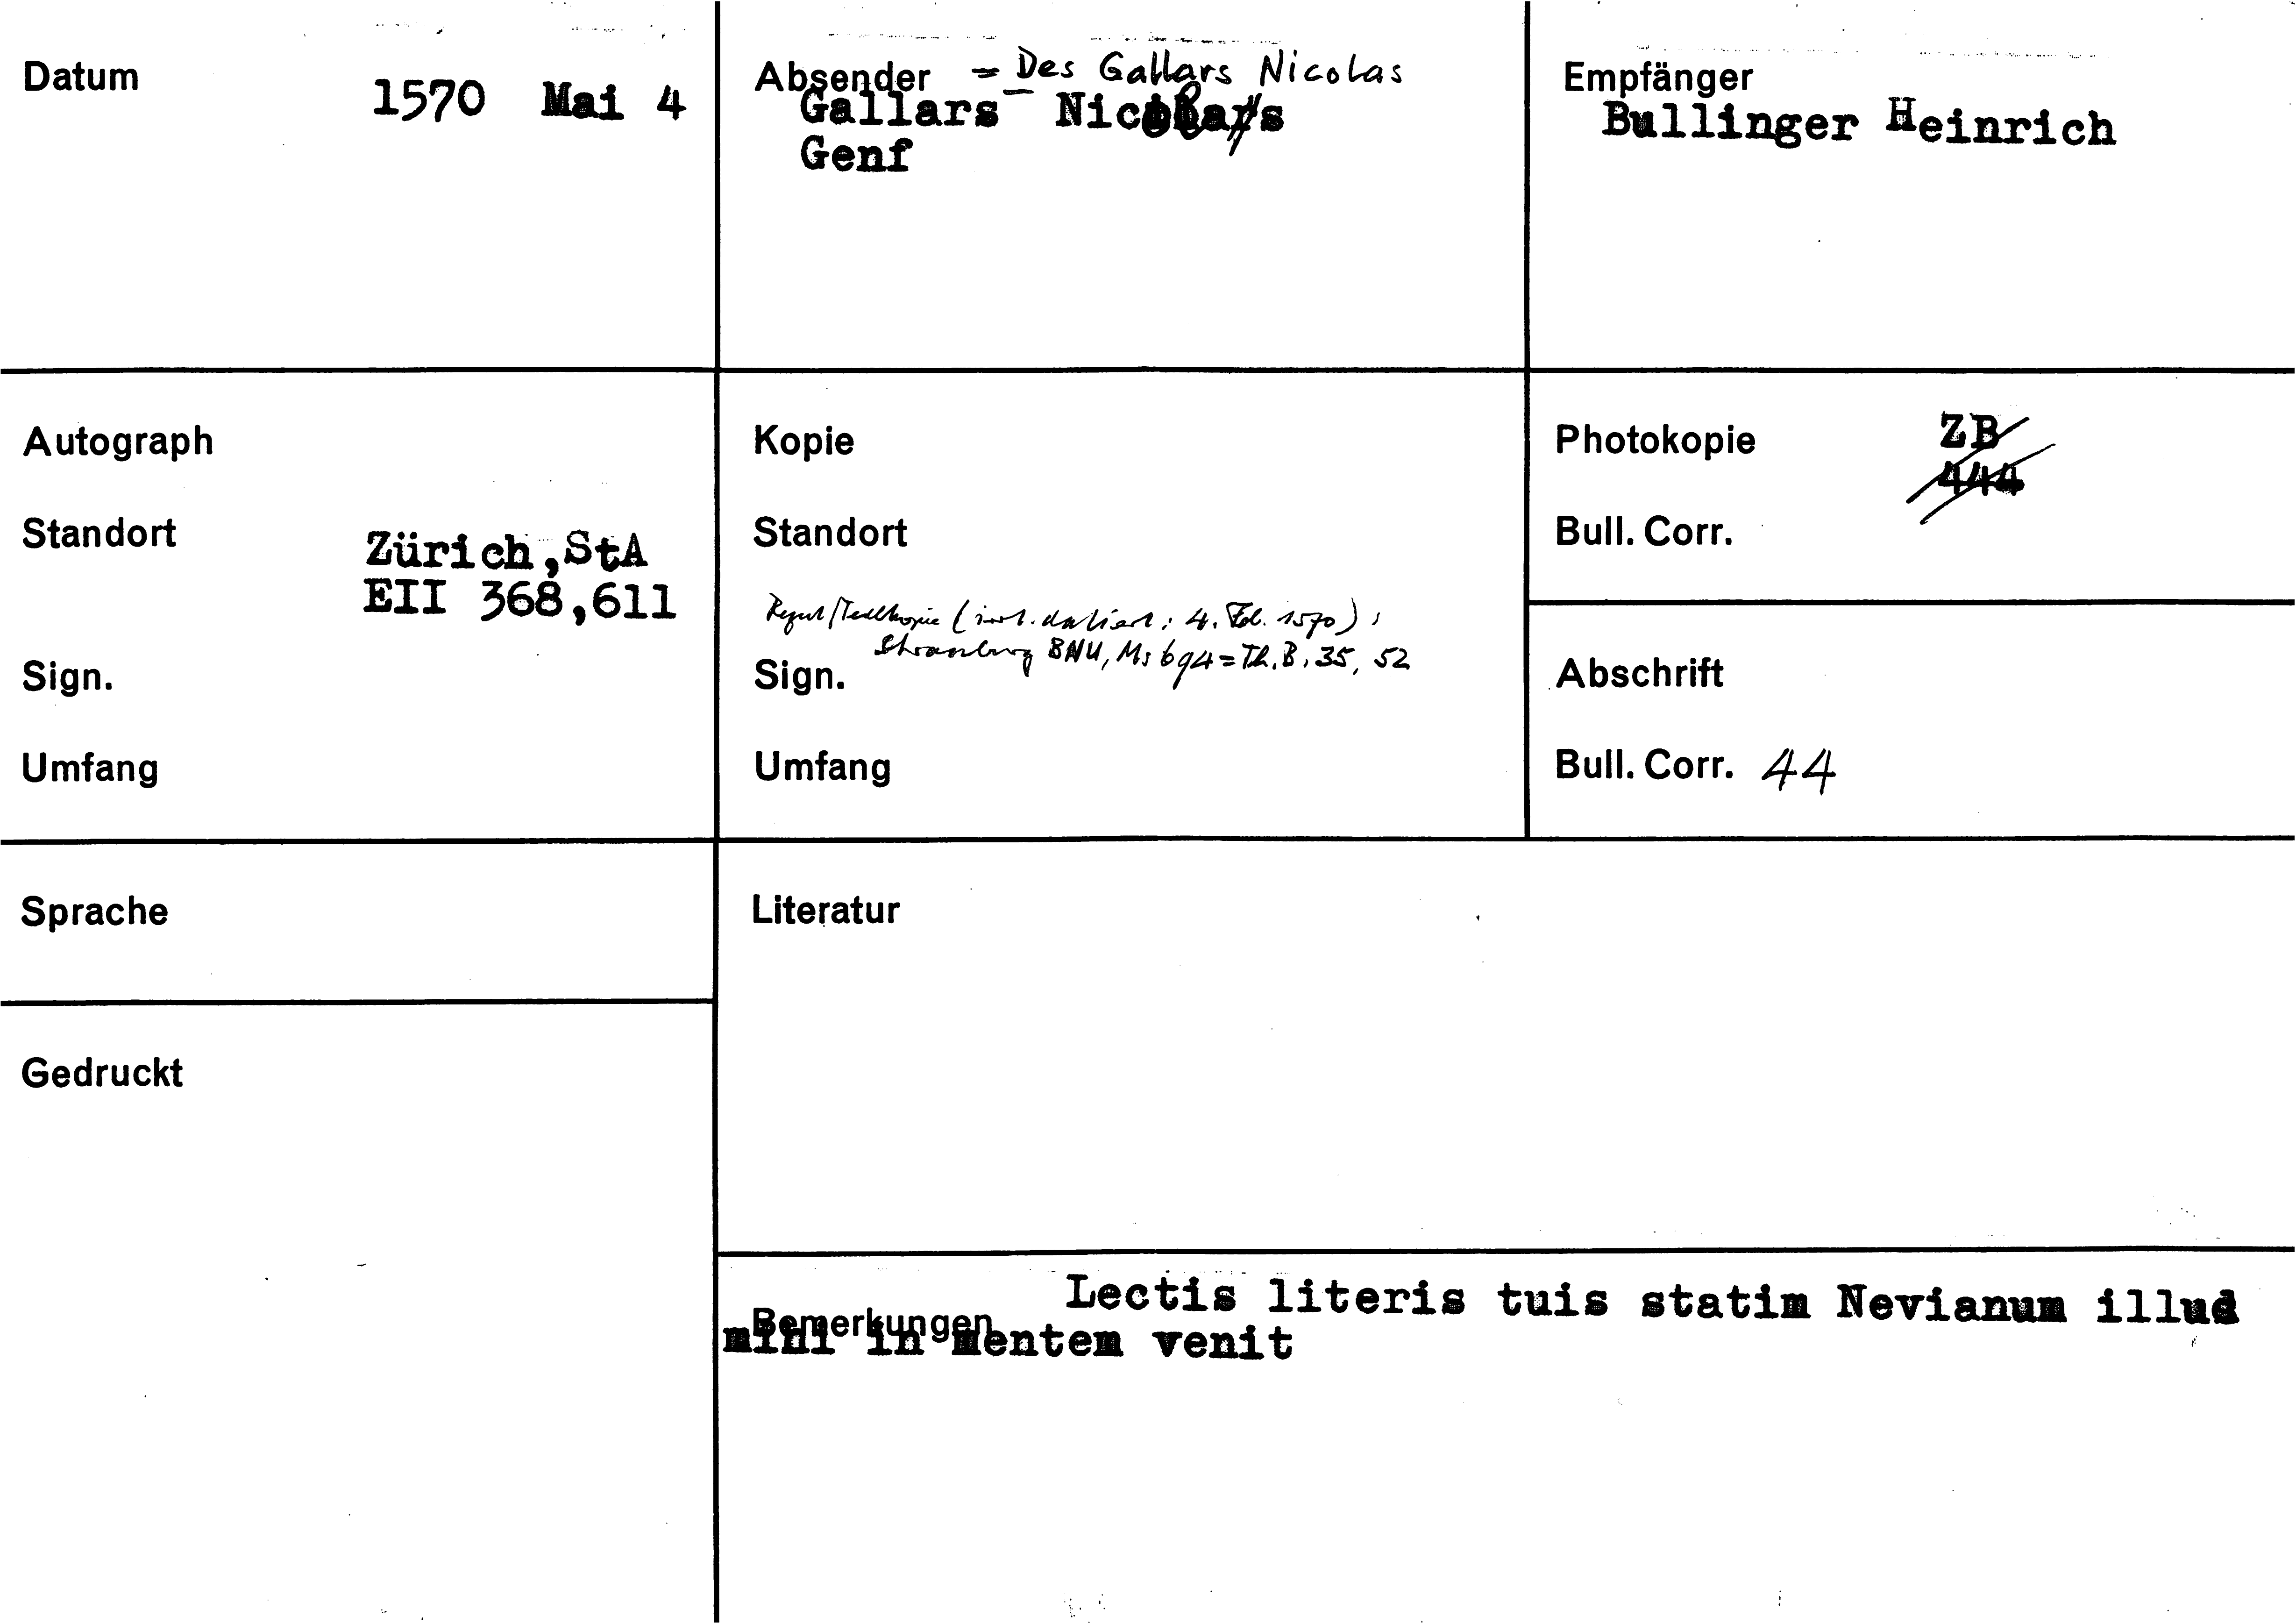 Datum
1570 Mai 4
Absender = Des Gallars Nicolas
Gallars Nicolas
Genf
Empfänger
Bullinger Heinrich
Autograph
Standort
Zürich,StA
EII 368,611
Sign.
Umfang
Kopie
Standort
(irrt. datiert: 4. Feb. 1570):
Strassburg BNU, Ms 694 = Th. B. 35, 52
Sign.
Umfang
Photokopie
ZB
444
Bull. Corr.
Abschrift
Bull. Corr. 44
Sprache
Literatur
Gedruckt
Bemerkungen
Lectis literis tuis statim Nevianum illud
mihi in mentem venit